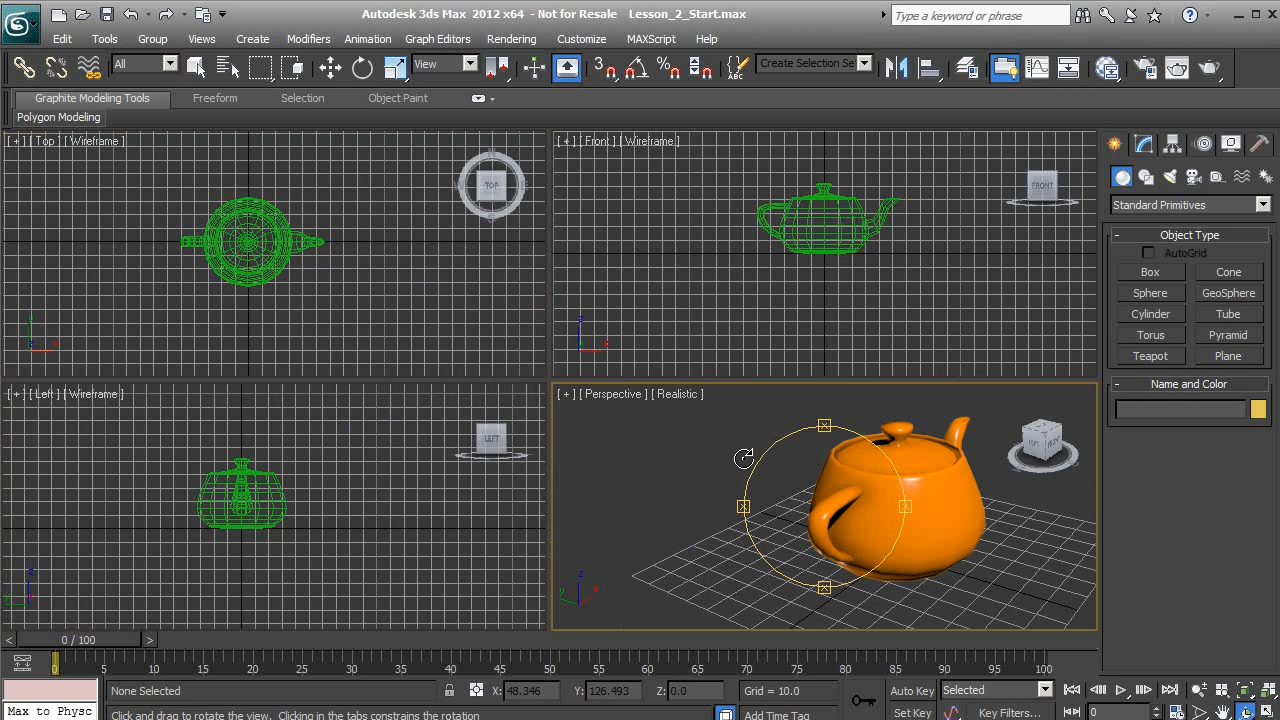 Autodesk 3ds Max 2012 x64 - Not for Resale Lesson_2_Start.max
Type a keyword or phrase
Edit Tools Group Views Create Modifiers Animation Graph Editors Rendering Customize MAXScript Help
All View Create Selection Se
Graphite Modeling Tools Freeform Selection Object Paint
Polygon Modeling
[ + ] [ Top ] [ Wireframe ]
TOP
[ + ] [ Front ] [ Wireframe ]
FRONT
Standard Primitives
- Object Type
AutoGrid
Box Cone
Sphere GeoSphere
Cylinder Tube
Torus Pyramid
Teapot Plane
- Name and Color
[ + ] [ Left ] [ Wireframe ]
LEFT
[ + ] [ Perspective ] [ Realistic ]
< 0 / 100 >
0 5 10 15 20 25 30 35 40 45 50 55 60 65 70 75 80 85 90 95 100
None Selected X: 48.346 Y: 126.493 Z: 0.0 Grid = 10.0 Auto Key Selected
Max to Physc Click and drag to rotate the view. Clicking in the tabs constrains the rotation Add Time Tag Set Key Key Filters... 0